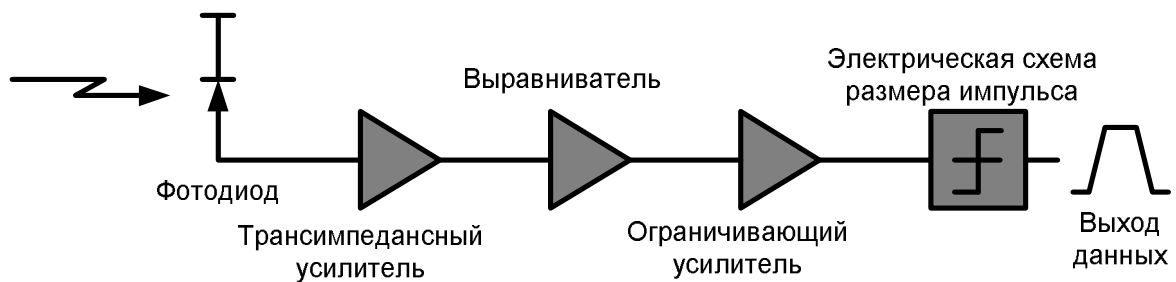 Фотодиод
Трансимпедансный
усилитель
Выравниватель
Ограничивающий
усилитель
Электрическая схема
размера импульса
Выход
данных